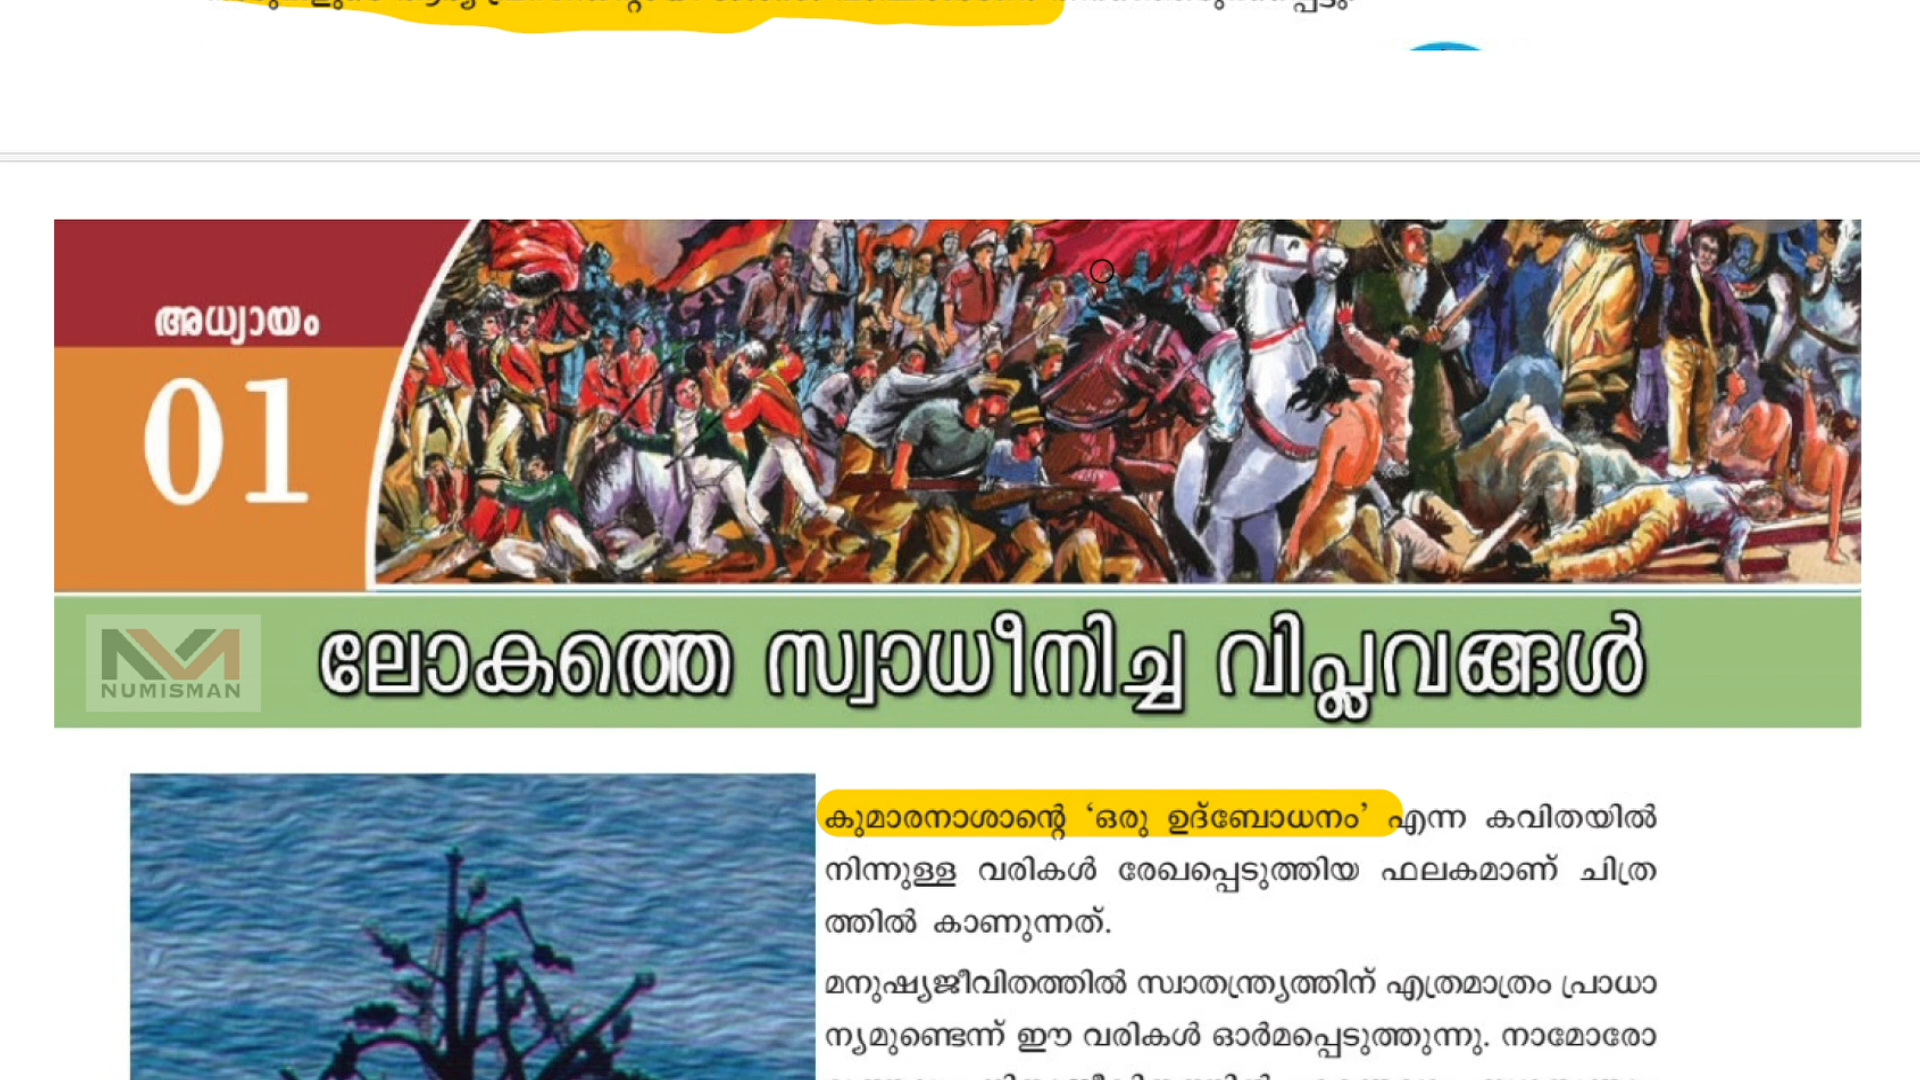 അധ്യായം
01
NUMISMAN
ലോകത്തെ സ്വാധീനിച്ച വിപ്ലവങ്ങൾ
കുമാരനാശാന്റെ ‘ഒരു ഉദ്ബോധനം’ എന്ന കവിതയിൽ
നിന്നുള്ള വരികൾ രേഖപ്പെടുത്തിയ ഫലകമാണ് ചിത്ര
ത്തിൽ കാണുന്നത്.
മനുഷ്യജീവിതത്തിൽ സ്വാതന്ത്ര്യത്തിന് എത്രമാത്രം പ്രാധാ
ന്യമുണ്ടെന്ന് ഈ വരികൾ ഓർമപ്പെടുത്തുന്നു. നാമോരോ